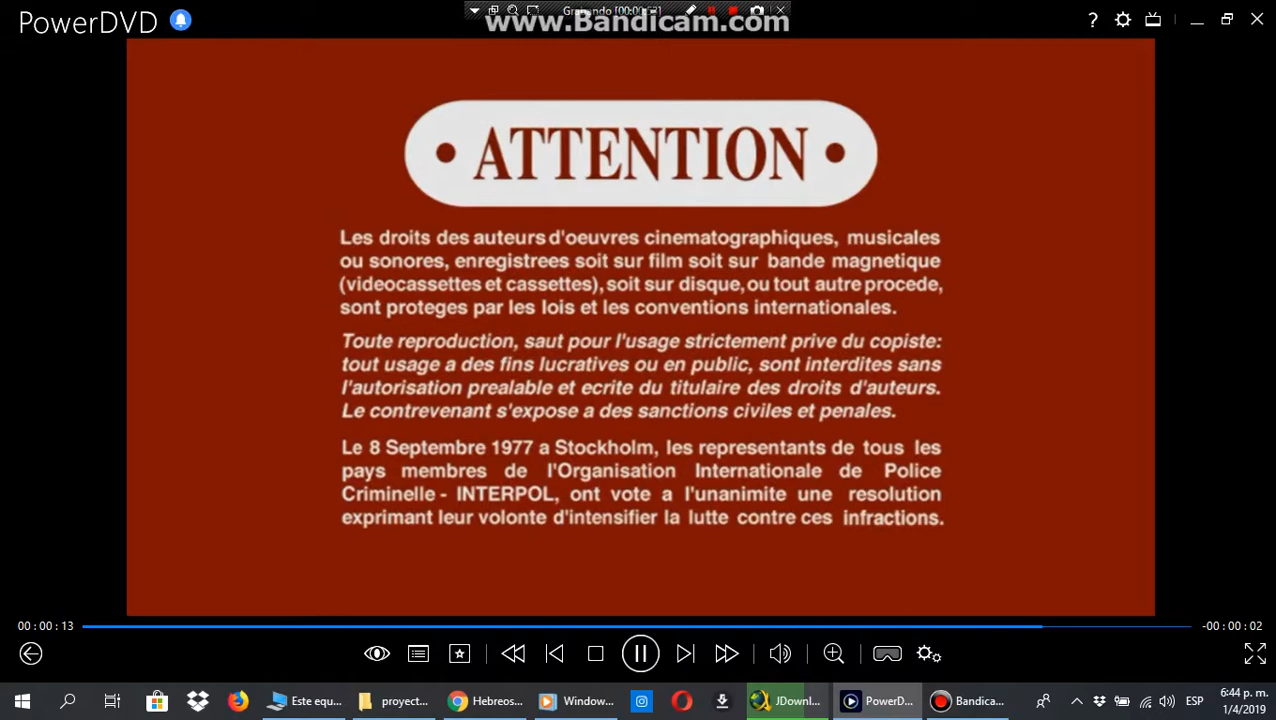 PowerDVD
Grabando
www.Bandicam.com
• ATTENTION •
Les droits des auteurs d'oeuvres cinematographiques, musicales
ou sonores, enregistrees soit sur film soit sur bande magnetique
(videocassettes et cassettes), soit sur disque, ou tout autre procede,
sont proteges par les lois et les conventions internationales.
Toute reproduction, saut pour l'usage strictement prive du copiste:
tout usage a des fins lucratives ou en public, sont interdites sans
l'autorisation prealable et ecrite du titulaire des droits d'auteurs.
Le contrevenant s'expose a des sanctions civiles et penales.
Le 8 Septembre 1977 a Stockholm, les representants de tous les
pays membres de l'Organisation Internationale de Police
Criminelle - INTERPOL, ont vote a l'unanimite une resolution
exprimant leur volonte d'intensifier la lutte contre ces infractions.
00 : 00 : 13
-00 : 00 : 02
Este equ...
proyect...
Hebreos...
Window...
JDownl...
PowerD...
Bandica...
ESP
6:44 p. m.
1/4/2019